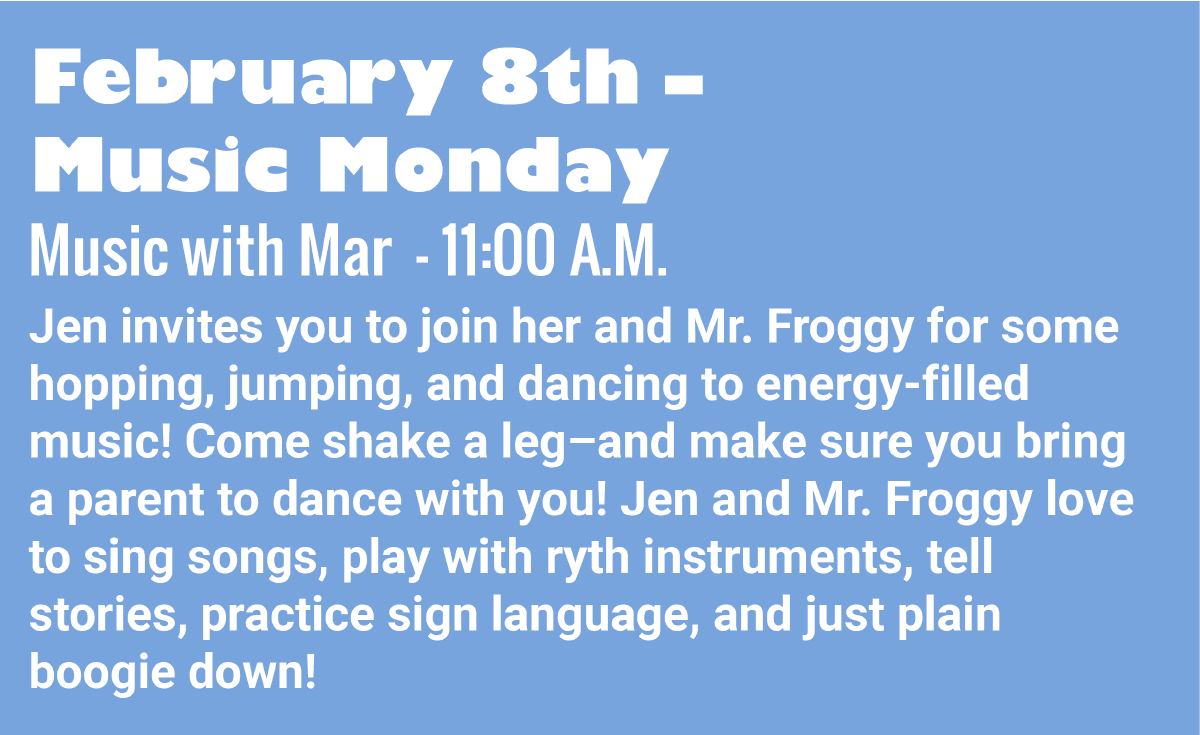 February 8th –
Music Monday
Music with Mar - 11:00 A.M.
Jen invites you to join her and Mr. Froggy for some
hopping, jumping, and dancing to energy-filled
music! Come shake a leg–and make sure you bring
a parent to dance with you! Jen and Mr. Froggy love
to sing songs, play with ryth instruments, tell
stories, practice sign language, and just plain
boogie down!